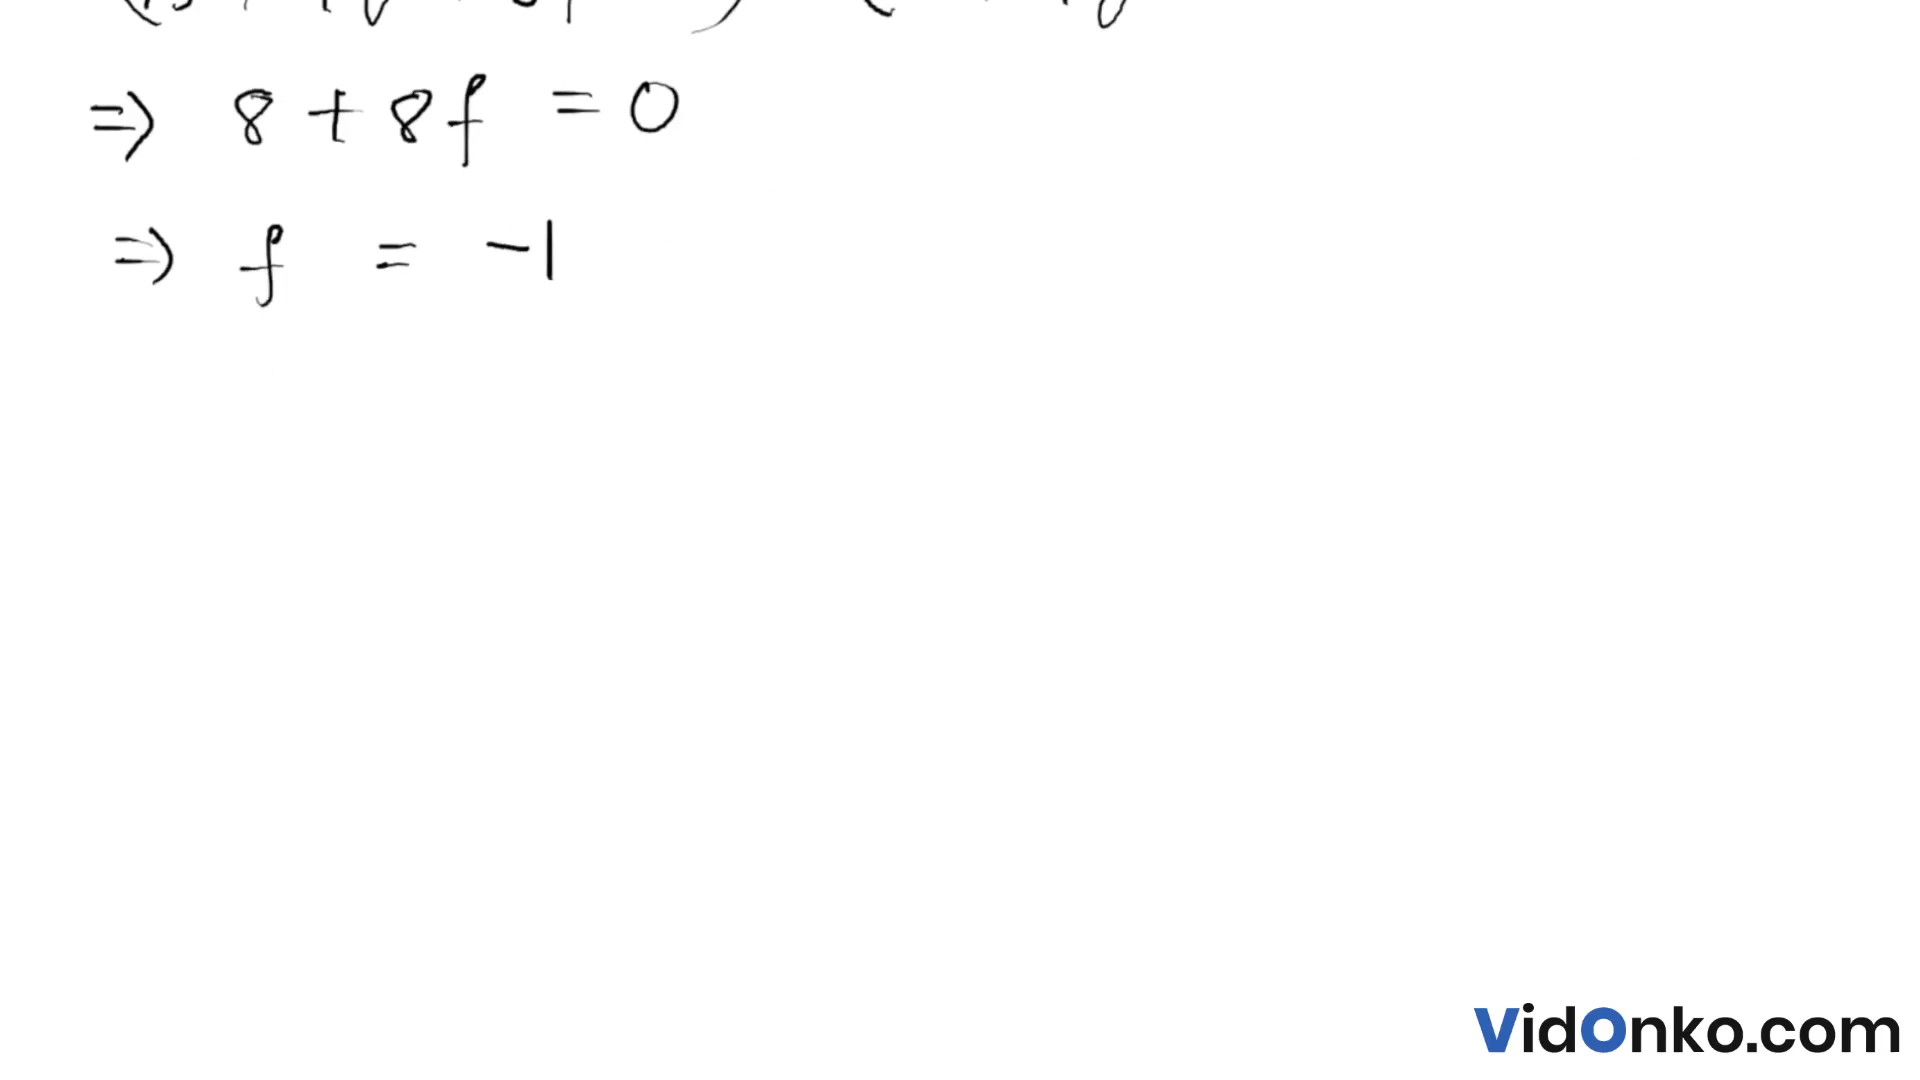 => 8 + 8f = 0
=> f = -1
VidOnko.com